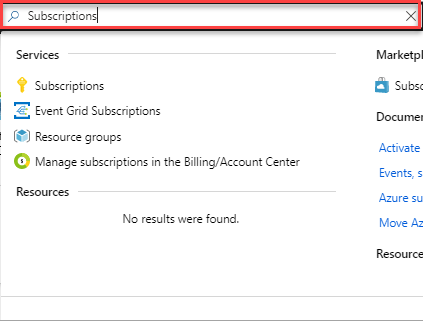 Subscriptions
Services
Subscriptions
Event Grid Subscriptions
Resource groups
Manage subscriptions in the Billing/Account Center
Resources
No results were found.
Marketpl
Subsc
Documen
Activate
Events, s
Azure su
Move Az
Resource